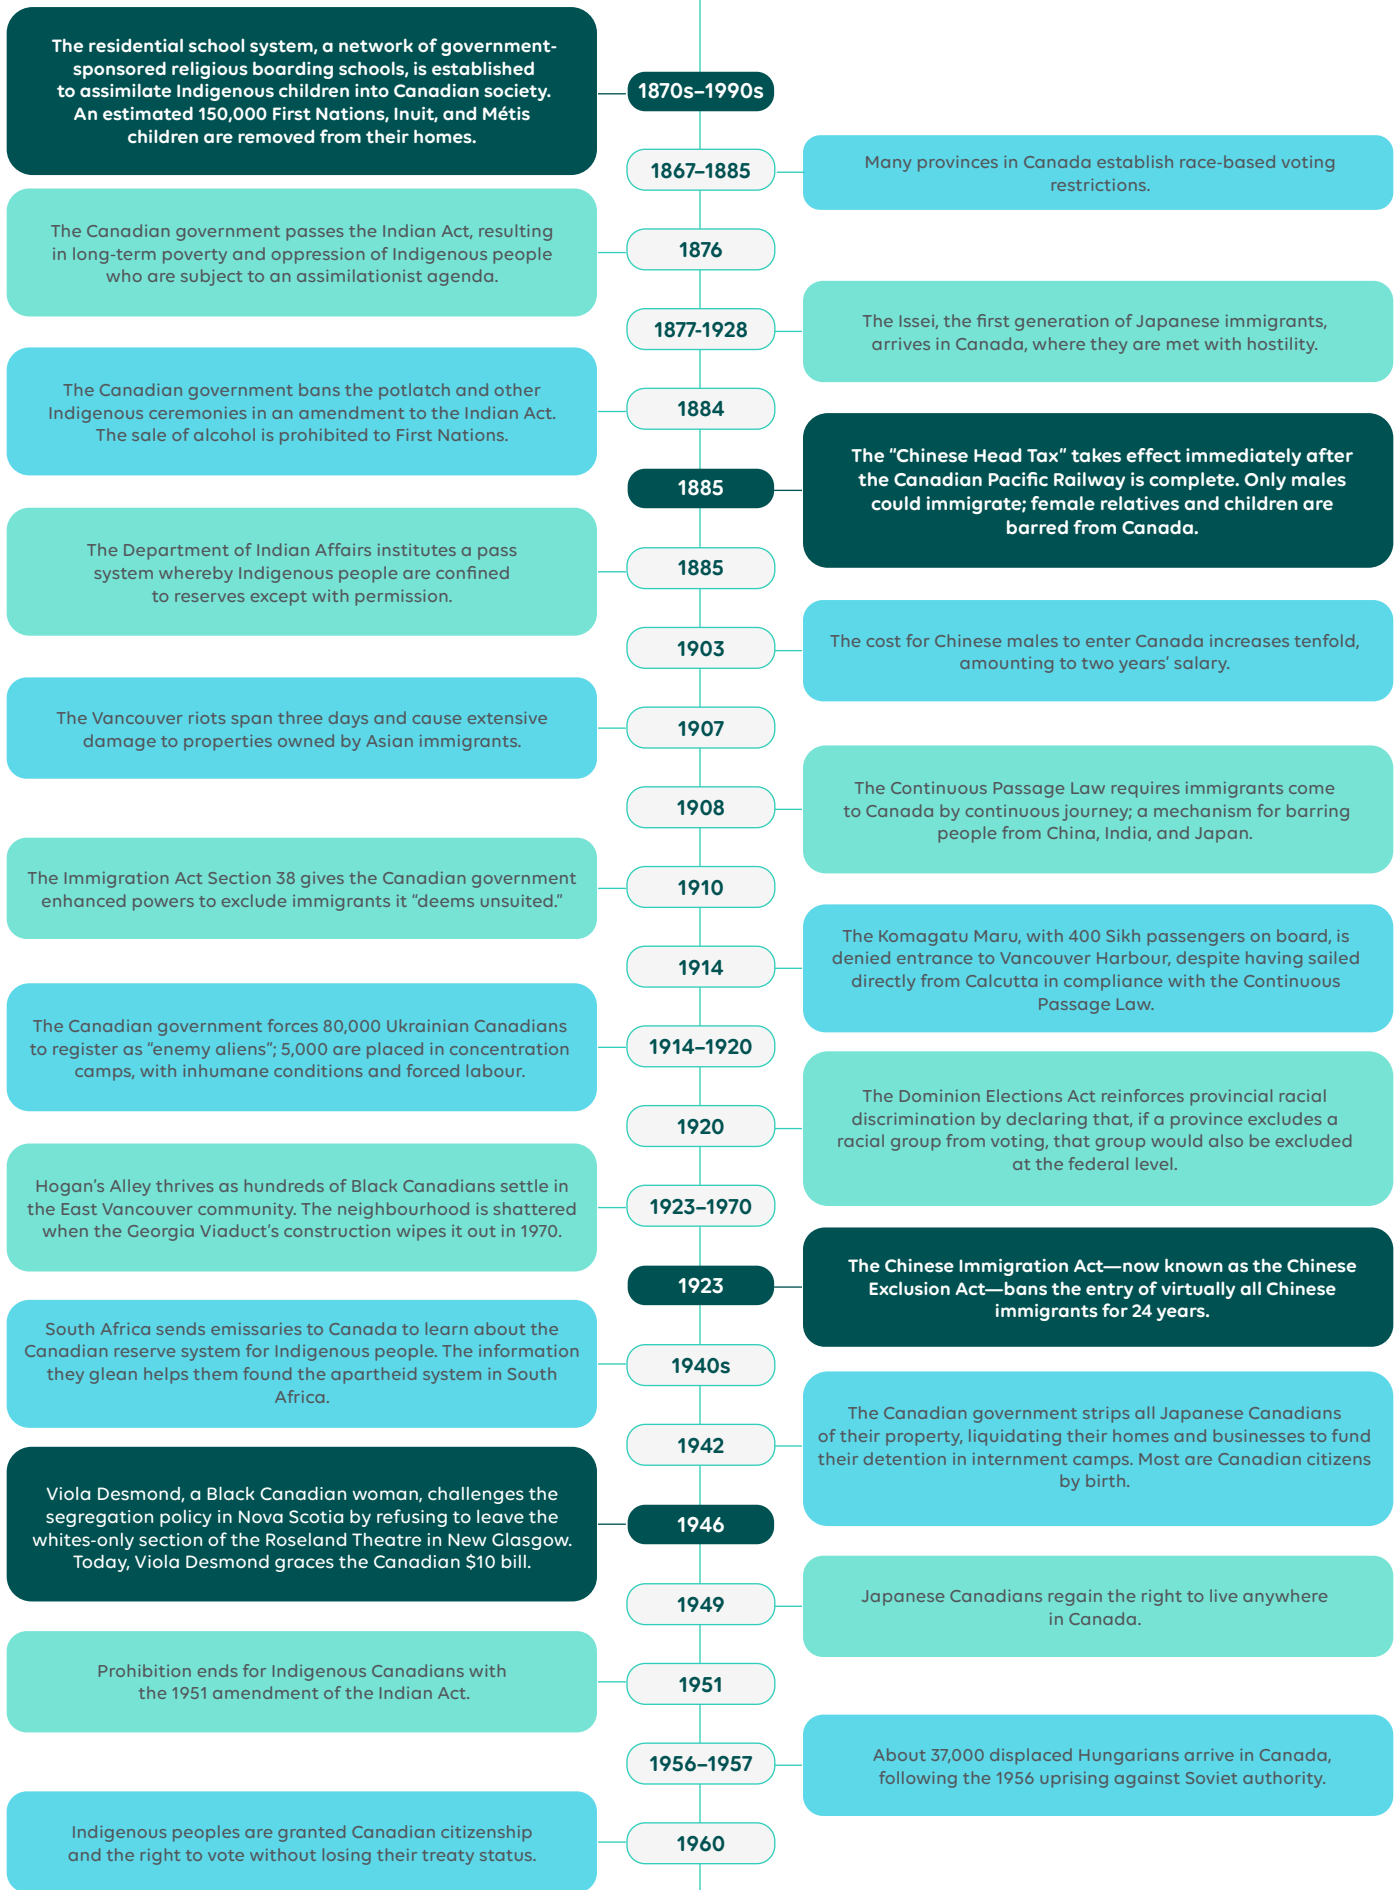 The residential school system, a network of government-
sponsored religious boarding schools, is established
to assimilate Indigenous children into Canadian society.
An estimated 150,000 First Nations, Inuit, and Métis
children are removed from their homes.
1870s–1990s
1867–1885
Many provinces in Canada establish race-based voting
restrictions.
The Canadian government passes the Indian Act, resulting
in long-term poverty and oppression of Indigenous people
who are subject to an assimilationist agenda.
1876
1877-1928
The Issei, the first generation of Japanese immigrants,
arrives in Canada, where they are met with hostility.
The Canadian government bans the potlatch and other
Indigenous ceremonies in an amendment to the Indian Act.
The sale of alcohol is prohibited to First Nations.
1884
1885
The “Chinese Head Tax” takes effect immediately after
the Canadian Pacific Railway is complete. Only males
could immigrate; female relatives and children are
barred from Canada.
The Department of Indian Affairs institutes a pass
system whereby Indigenous people are confined
to reserves except with permission.
1885
1903
The cost for Chinese males to enter Canada increases tenfold,
amounting to two years’ salary.
The Vancouver riots span three days and cause extensive
damage to properties owned by Asian immigrants.
1907
1908
The Continuous Passage Law requires immigrants come
to Canada by continuous journey; a mechanism for barring
people from China, India, and Japan.
The Immigration Act Section 38 gives the Canadian government
enhanced powers to exclude immigrants it “deems unsuited.”
1910
1914
The Komagatu Maru, with 400 Sikh passengers on board, is
denied entrance to Vancouver Harbour, despite having sailed
directly from Calcutta in compliance with the Continuous
Passage Law.
The Canadian government forces 80,000 Ukrainian Canadians
to register as “enemy aliens”; 5,000 are placed in concentration
camps, with inhumane conditions and forced labour.
1914–1920
1920
The Dominion Elections Act reinforces provincial racial
discrimination by declaring that, if a province excludes a
racial group from voting, that group would also be excluded
at the federal level.
Hogan’s Alley thrives as hundreds of Black Canadians settle in
the East Vancouver community. The neighbourhood is shattered
when the Georgia Viaduct’s construction wipes it out in 1970.
1923–1970
1923
The Chinese Immigration Act—now known as the Chinese
Exclusion Act—bans the entry of virtually all Chinese
immigrants for 24 years.
South Africa sends emissaries to Canada to learn about the
Canadian reserve system for Indigenous people. The information
they glean helps them found the apartheid system in South
Africa.
1940s
1942
The Canadian government strips all Japanese Canadians
of their property, liquidating their homes and businesses to fund
their detention in internment camps. Most are Canadian citizens
by birth.
Viola Desmond, a Black Canadian woman, challenges the
segregation policy in Nova Scotia by refusing to leave the
whites-only section of the Roseland Theatre in New Glasgow.
Today, Viola Desmond graces the Canadian $10 bill.
1946
1949
Japanese Canadians regain the right to live anywhere
in Canada.
Prohibition ends for Indigenous Canadians with
the 1951 amendment of the Indian Act.
1951
1956–1957
About 37,000 displaced Hungarians arrive in Canada,
following the 1956 uprising against Soviet authority.
Indigenous peoples are granted Canadian citizenship
and the right to vote without losing their treaty status.
1960